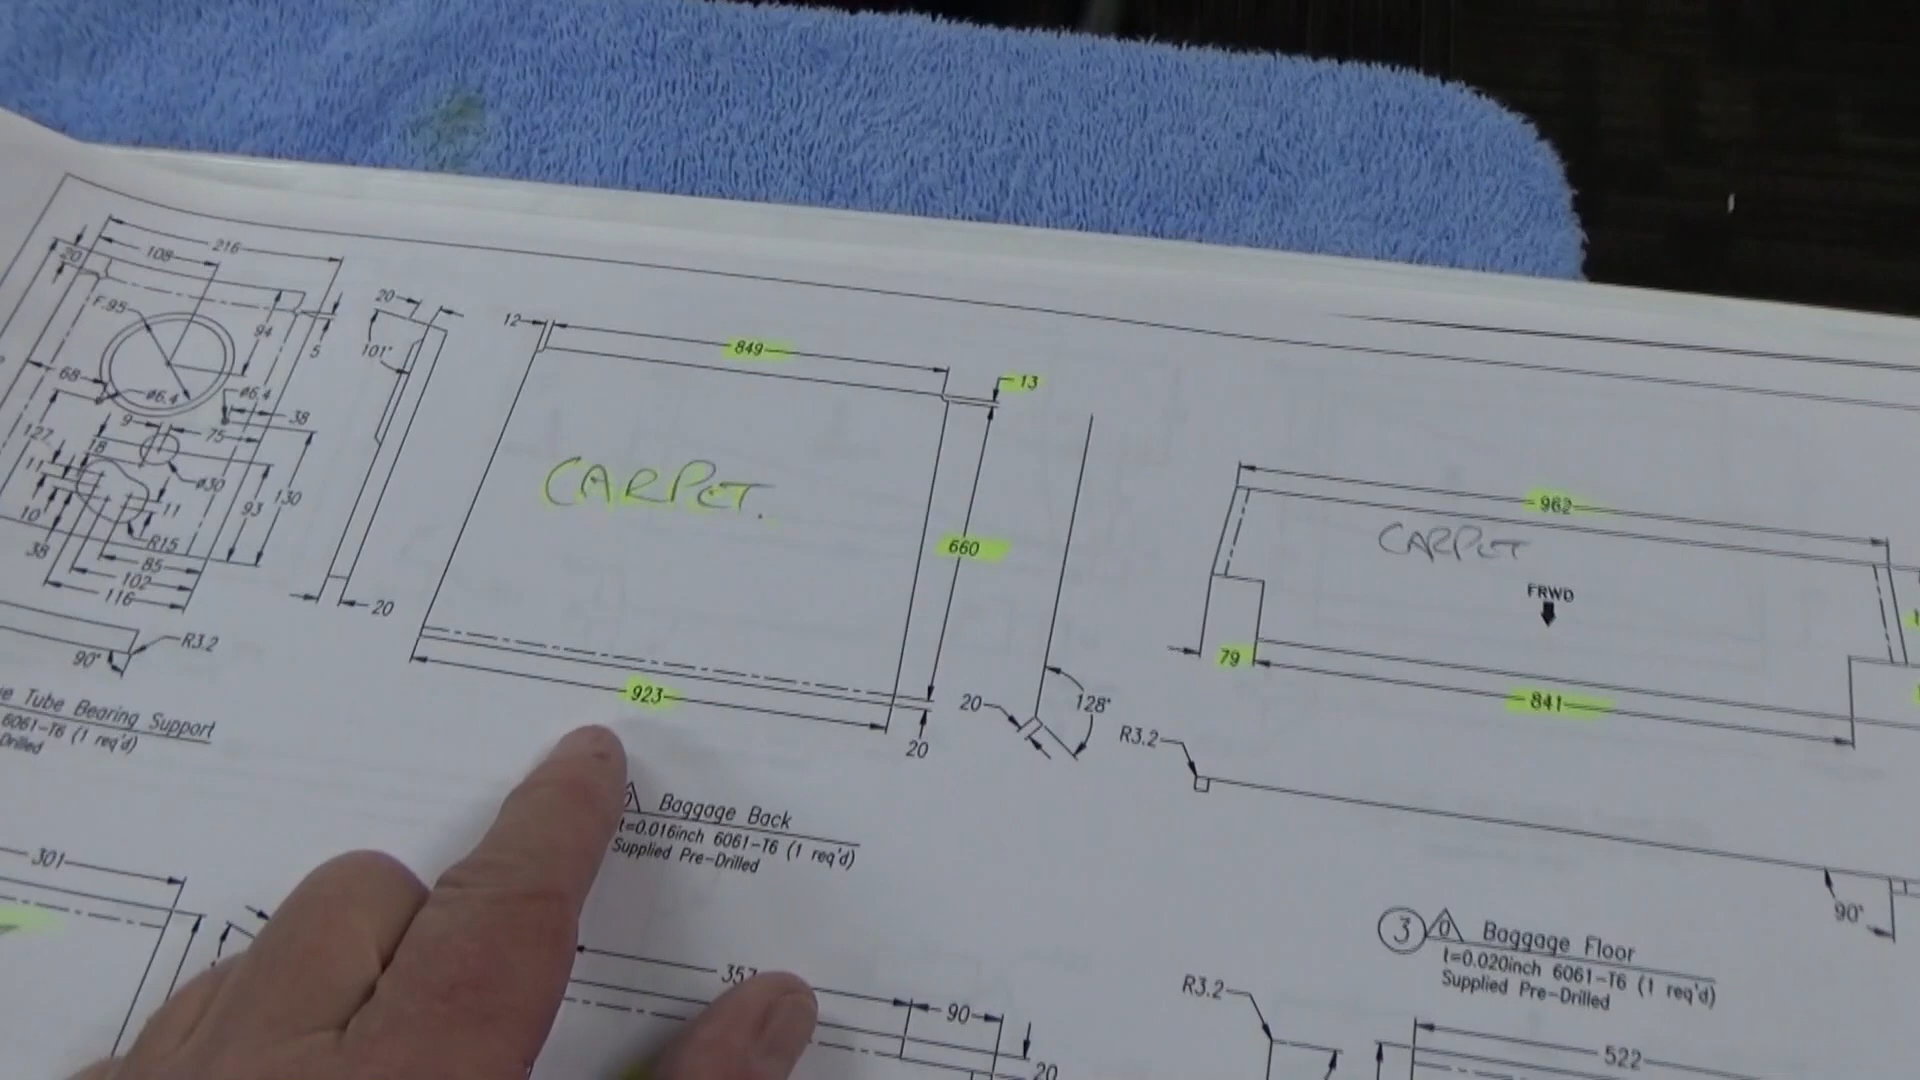 216
108
20
F.95
94
5
68
ø6.4
ø6.4
38
9
75
127
18
ø30
11
11
10
93
130
38
R15
85
102
116
R3.2
90°
e Tube Bearing Support
6061-T6 (1 req'd)
Drilled
20
101°
20
12
849
13
CARPET.
660
923
20
20
128°
Baggage Back
t=0.016inch 6061-T6 (1 req'd)
Supplied Pre-Drilled
962
CARPET
FRWD
79
841
R3.2
90°
3 0 Baggage Floor
t=0.020inch 6061-T6 (1 req'd)
Supplied Pre-Drilled
301
357
90
20
R3.2
522